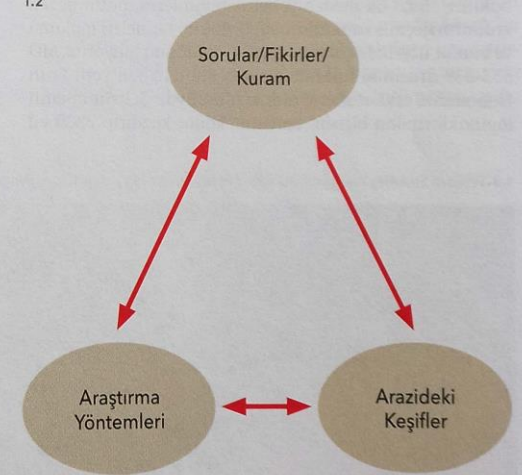 1.2
Sorular/Fikirler/
Kuram
Araştırma
Yöntemleri
Arazideki
Keşifler